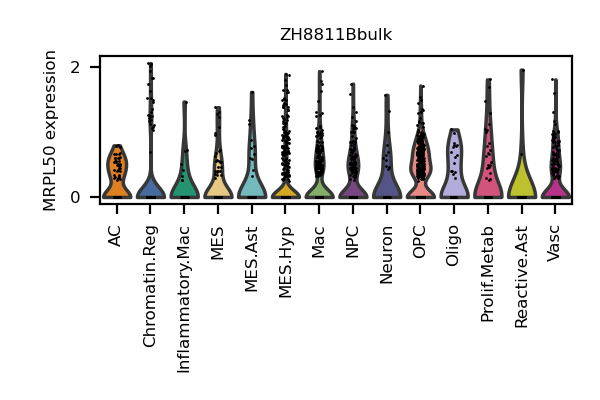 ZH8811Bbulk
MRPL50 expression
2
0
AC
Chromatin.Reg
Inflammatory.Mac
MES
MES.Ast
MES.Hyp
Mac
NPC
Neuron
OPC
Oligo
Prolif.Metab
Reactive.Ast
Vasc